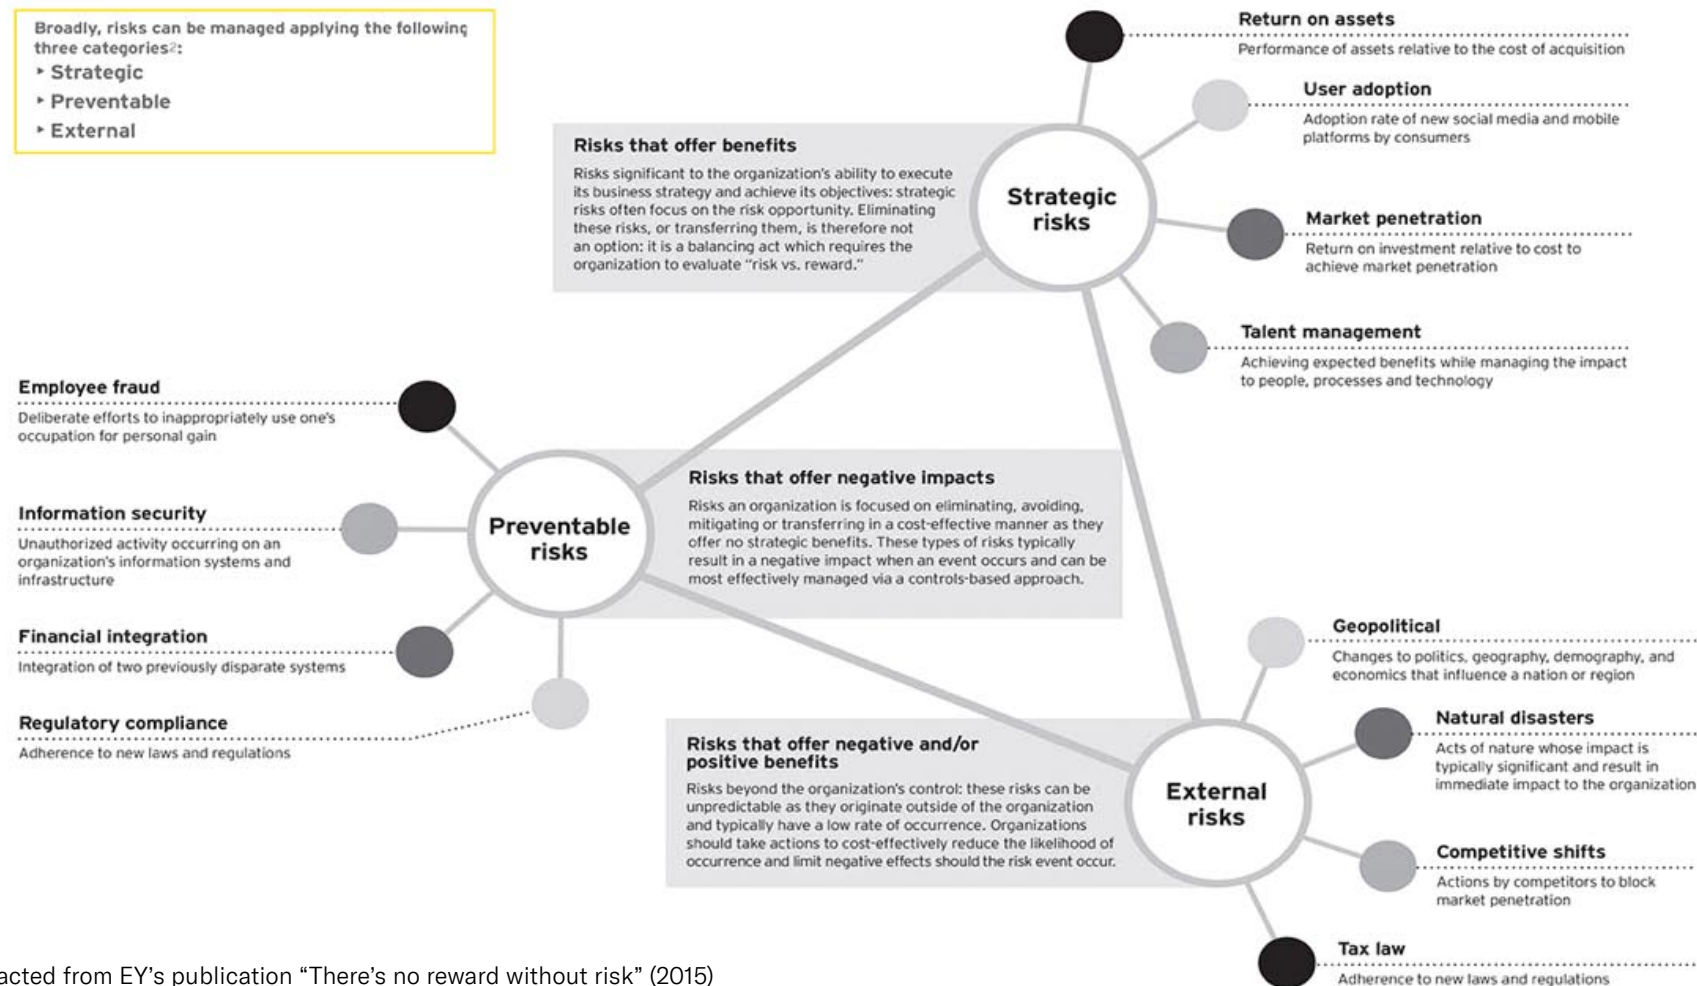 Broadly, risks can be managed applying the following
three categories²:
‣ Strategic
‣ Preventable
‣ External
Return on assets
Performance of assets relative to the cost of acquisition
User adoption
Adoption rate of new social media and mobile
platforms by consumers
Risks that offer benefits
Risks significant to the organization's ability to execute
its business strategy and achieve its objectives: strategic
risks often focus on the risk opportunity. Eliminating
these risks, or transferring them, is therefore not
an option: it is a balancing act which requires the
organization to evaluate "risk vs. reward."
Strategic
risks
Market penetration
Return on investment relative to cost to
achieve market penetration
Talent management
Achieving expected benefits while managing the impact
to people, processes and technology
Employee fraud
Deliberate efforts to inappropriately use one's
occupation for personal gain
Information security
Unauthorized activity occurring on an
organization's information systems and
infrastructure
Financial integration
Integration of two previously disparate systems
Regulatory compliance
Adherence to new laws and regulations
Preventable
risks
Risks that offer negative impacts
Risks an organization is focused on eliminating, avoiding,
mitigating or transferring in a cost-effective manner as they
offer no strategic benefits. These types of risks typically
result in a negative impact when an event occurs and can be
most effectively managed via a controls-based approach.
Risks that offer negative and/or
positive benefits
Risks beyond the organization's control: these risks can be
unpredictable as they originate outside of the organization
and typically have a low rate of occurrence. Organizations
should take actions to cost-effectively reduce the likelihood of
occurrence and limit negative effects should the risk event occur.
External
risks
Geopolitical
Changes to politics, geography, demography, and
economics that influence a nation or region
Natural disasters
Acts of nature whose impact is
typically significant and result in
immediate impact to the organization
Competitive shifts
Actions by competitors to block
market penetration
Tax law
Adherence to new laws and regulations
acted from EY's publication “There's no reward without risk” (2015)